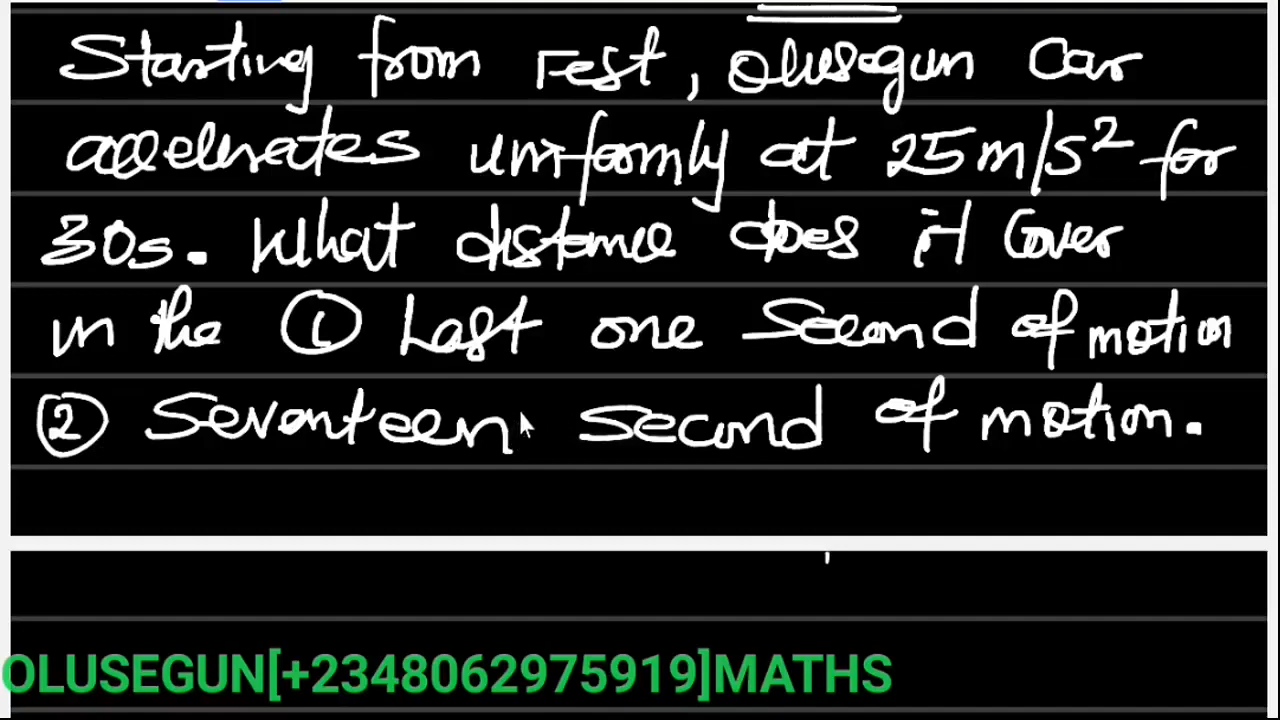 Starting from rest, Olusegun Car
accelerates uniformly at 25m/s² for
30s. What distance does it Cover
in the ① Last one Second of motion
② Seventeen Second of motion.
OLUSEGUN[+2348062975919]MATHS